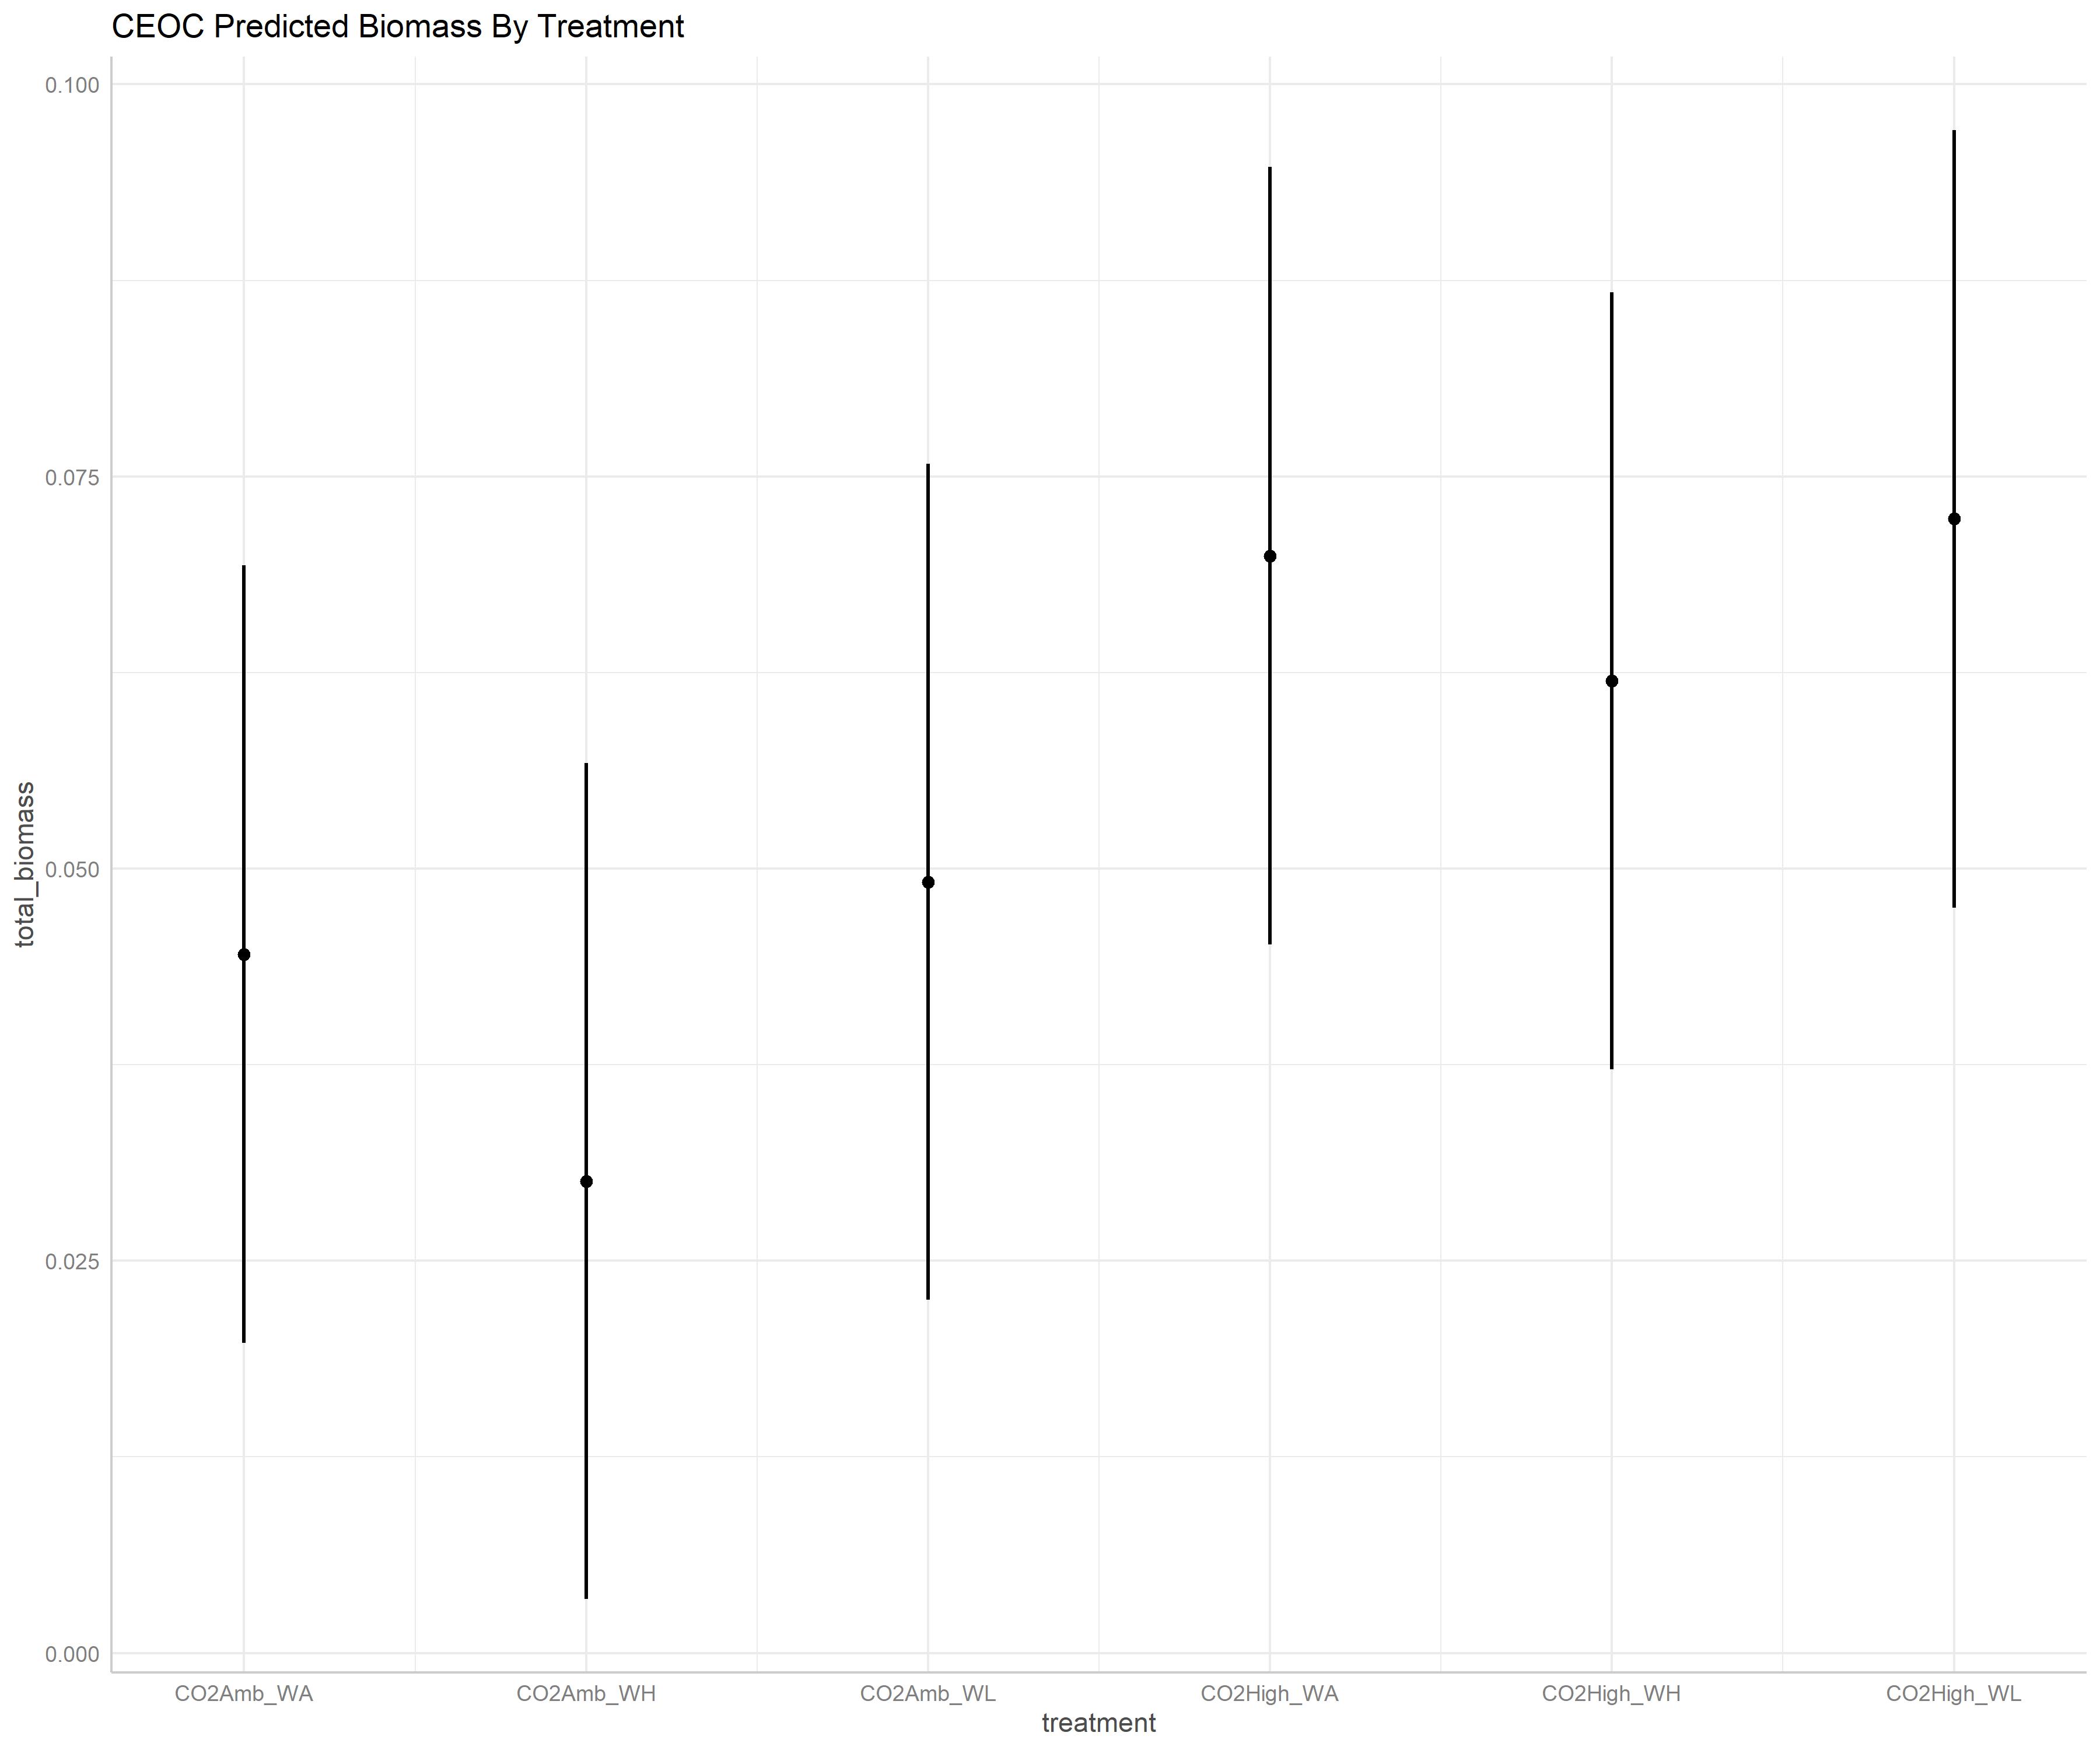 CEOC Predicted Biomass By Treatment
0.100
0.075
0.050
0.025
0.000
total_biomass
CO2Amb_WA CO2Amb_WH CO2Amb_WL CO2High_WA CO2High_WH CO2High_WL
treatment